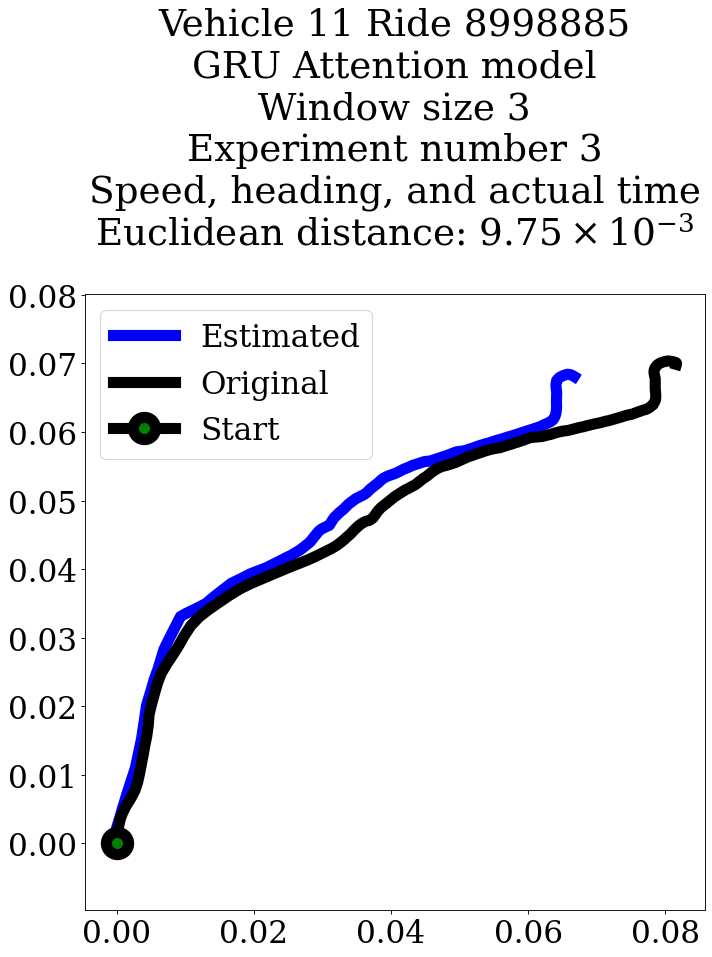 Vehicle 11 Ride 8998885
GRU Attention model
Window size 3
Experiment number 3
Speed, heading, and actual time
Euclidean distance: 9.75 × 10⁻³
0.08
0.07
0.06
0.05
0.04
0.03
0.02
0.01
0.00
Estimated
Original
Start
0.00 0.02 0.04 0.06 0.08